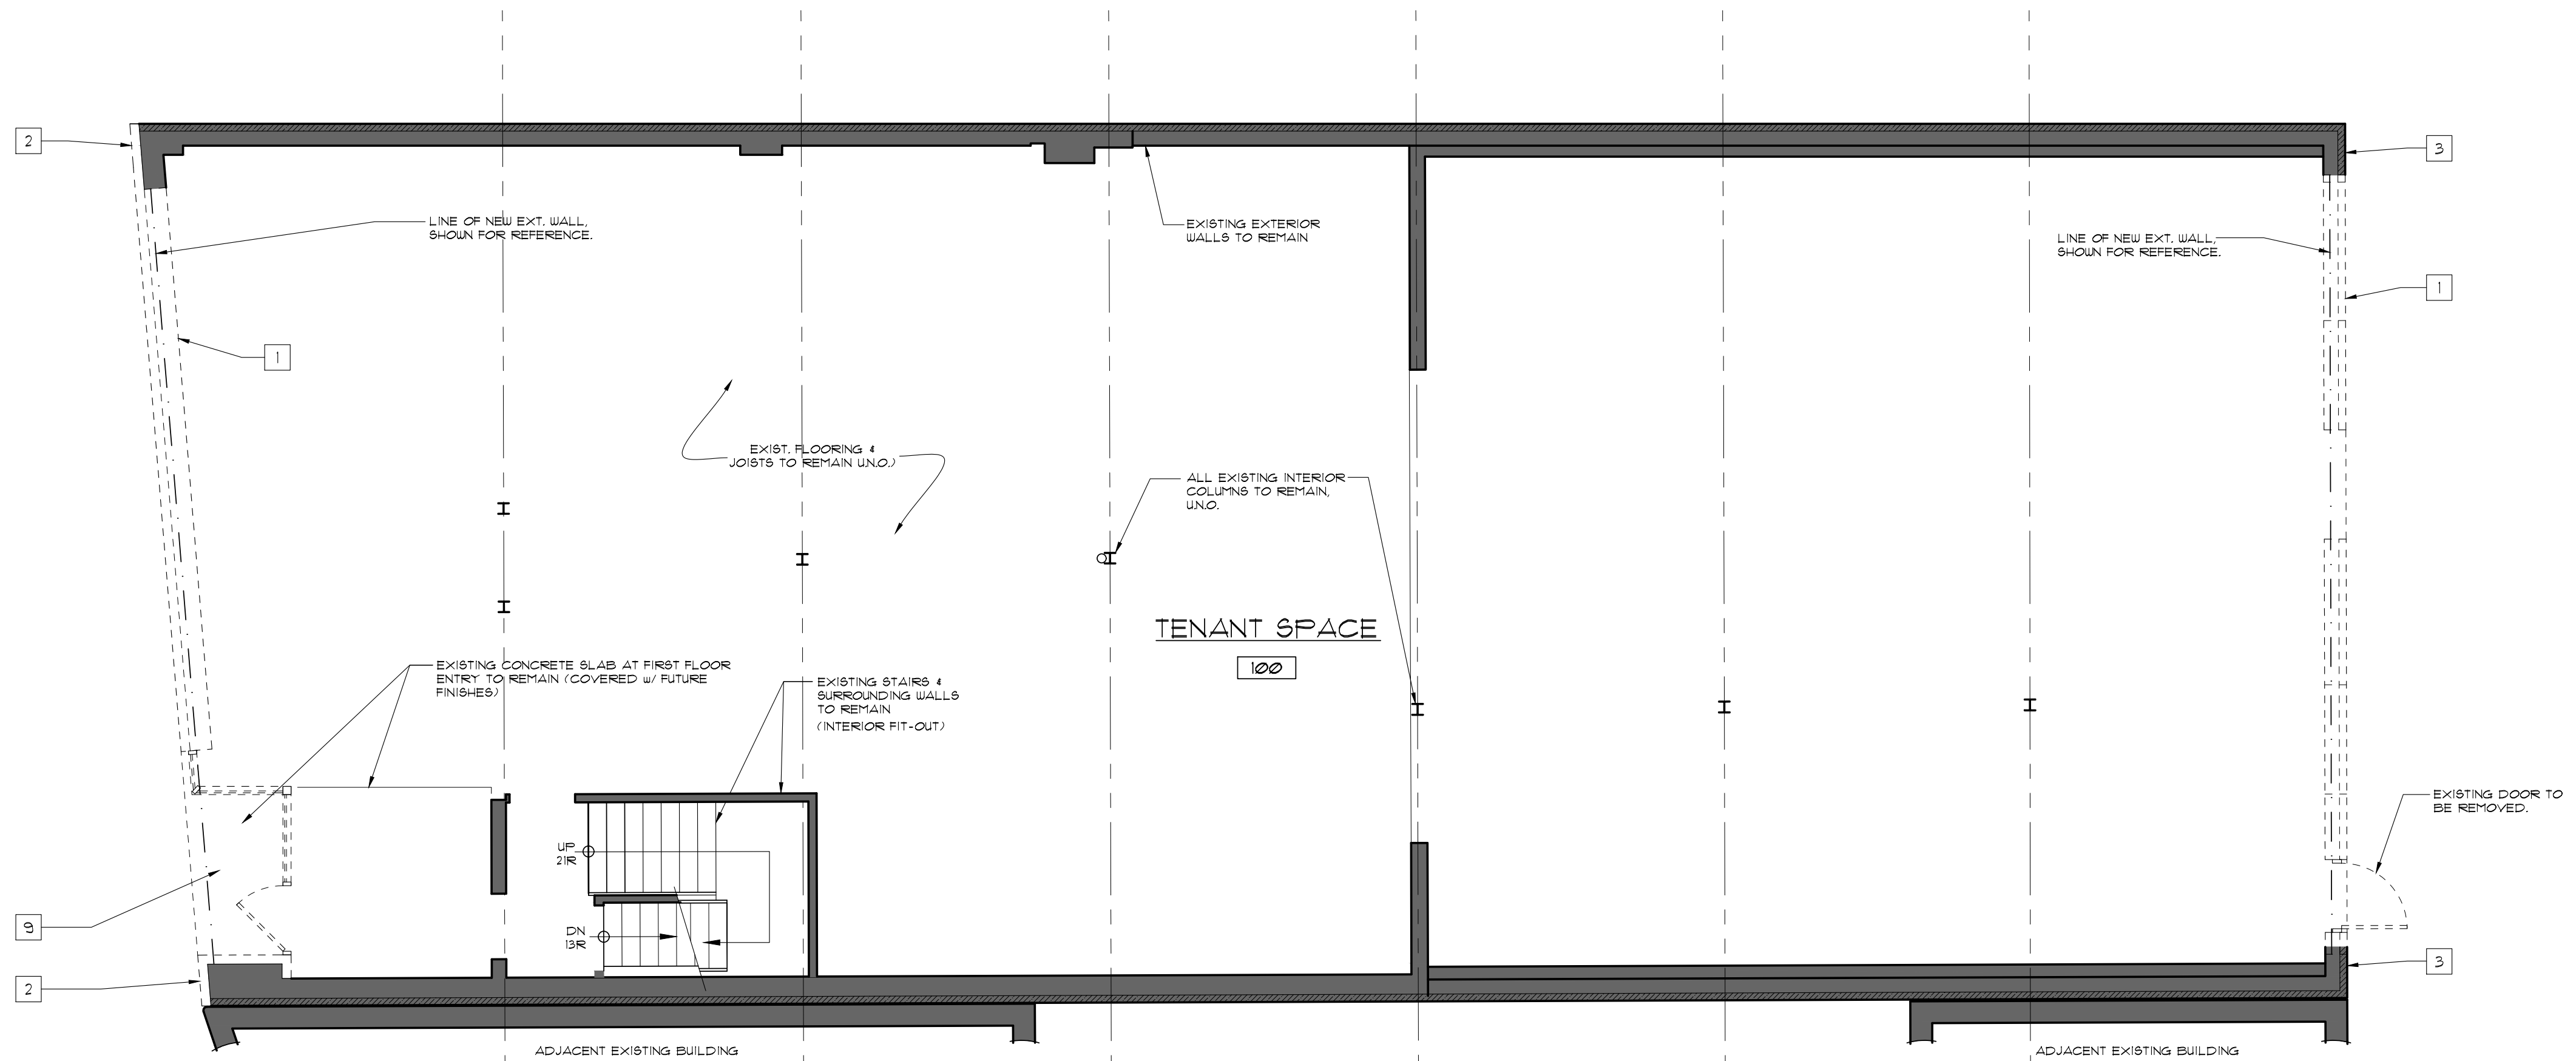 2
3
LINE OF NEW EXT. WALL,
SHOWN FOR REFERENCE.
EXISTING EXTERIOR
WALLS TO REMAIN
LINE OF NEW EXT. WALL,
SHOWN FOR REFERENCE.
1
1
EXIST. FLOORING &
JOISTS TO REMAIN U.N.O.)
ALL EXISTING INTERIOR
COLUMNS TO REMAIN,
U.N.O.
TENANT SPACE
100
EXISTING CONCRETE SLAB AT FIRST FLOOR
ENTRY TO REMAIN (COVERED W/ FUTURE
FINISHES)
EXISTING STAIRS &
SURROUNDING WALLS
TO REMAIN
(INTERIOR FIT-OUT)
EXISTING DOOR TO
BE REMOVED.
UP
21R
9
DN
13R
2
3
ADJACENT EXISTING BUILDING
ADJACENT EXISTING BUILDING